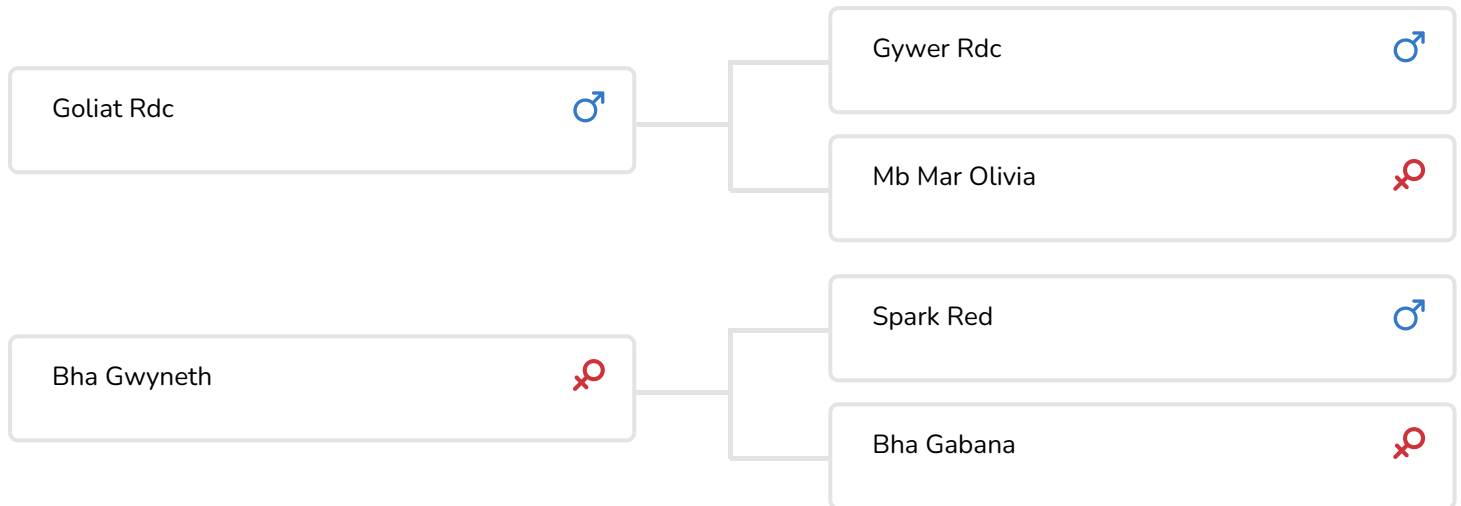 Gywer Rdc
Goliat Rdc
Mb Mar Olivia
Spark Red
Bha Gwyneth
Bha Gabana